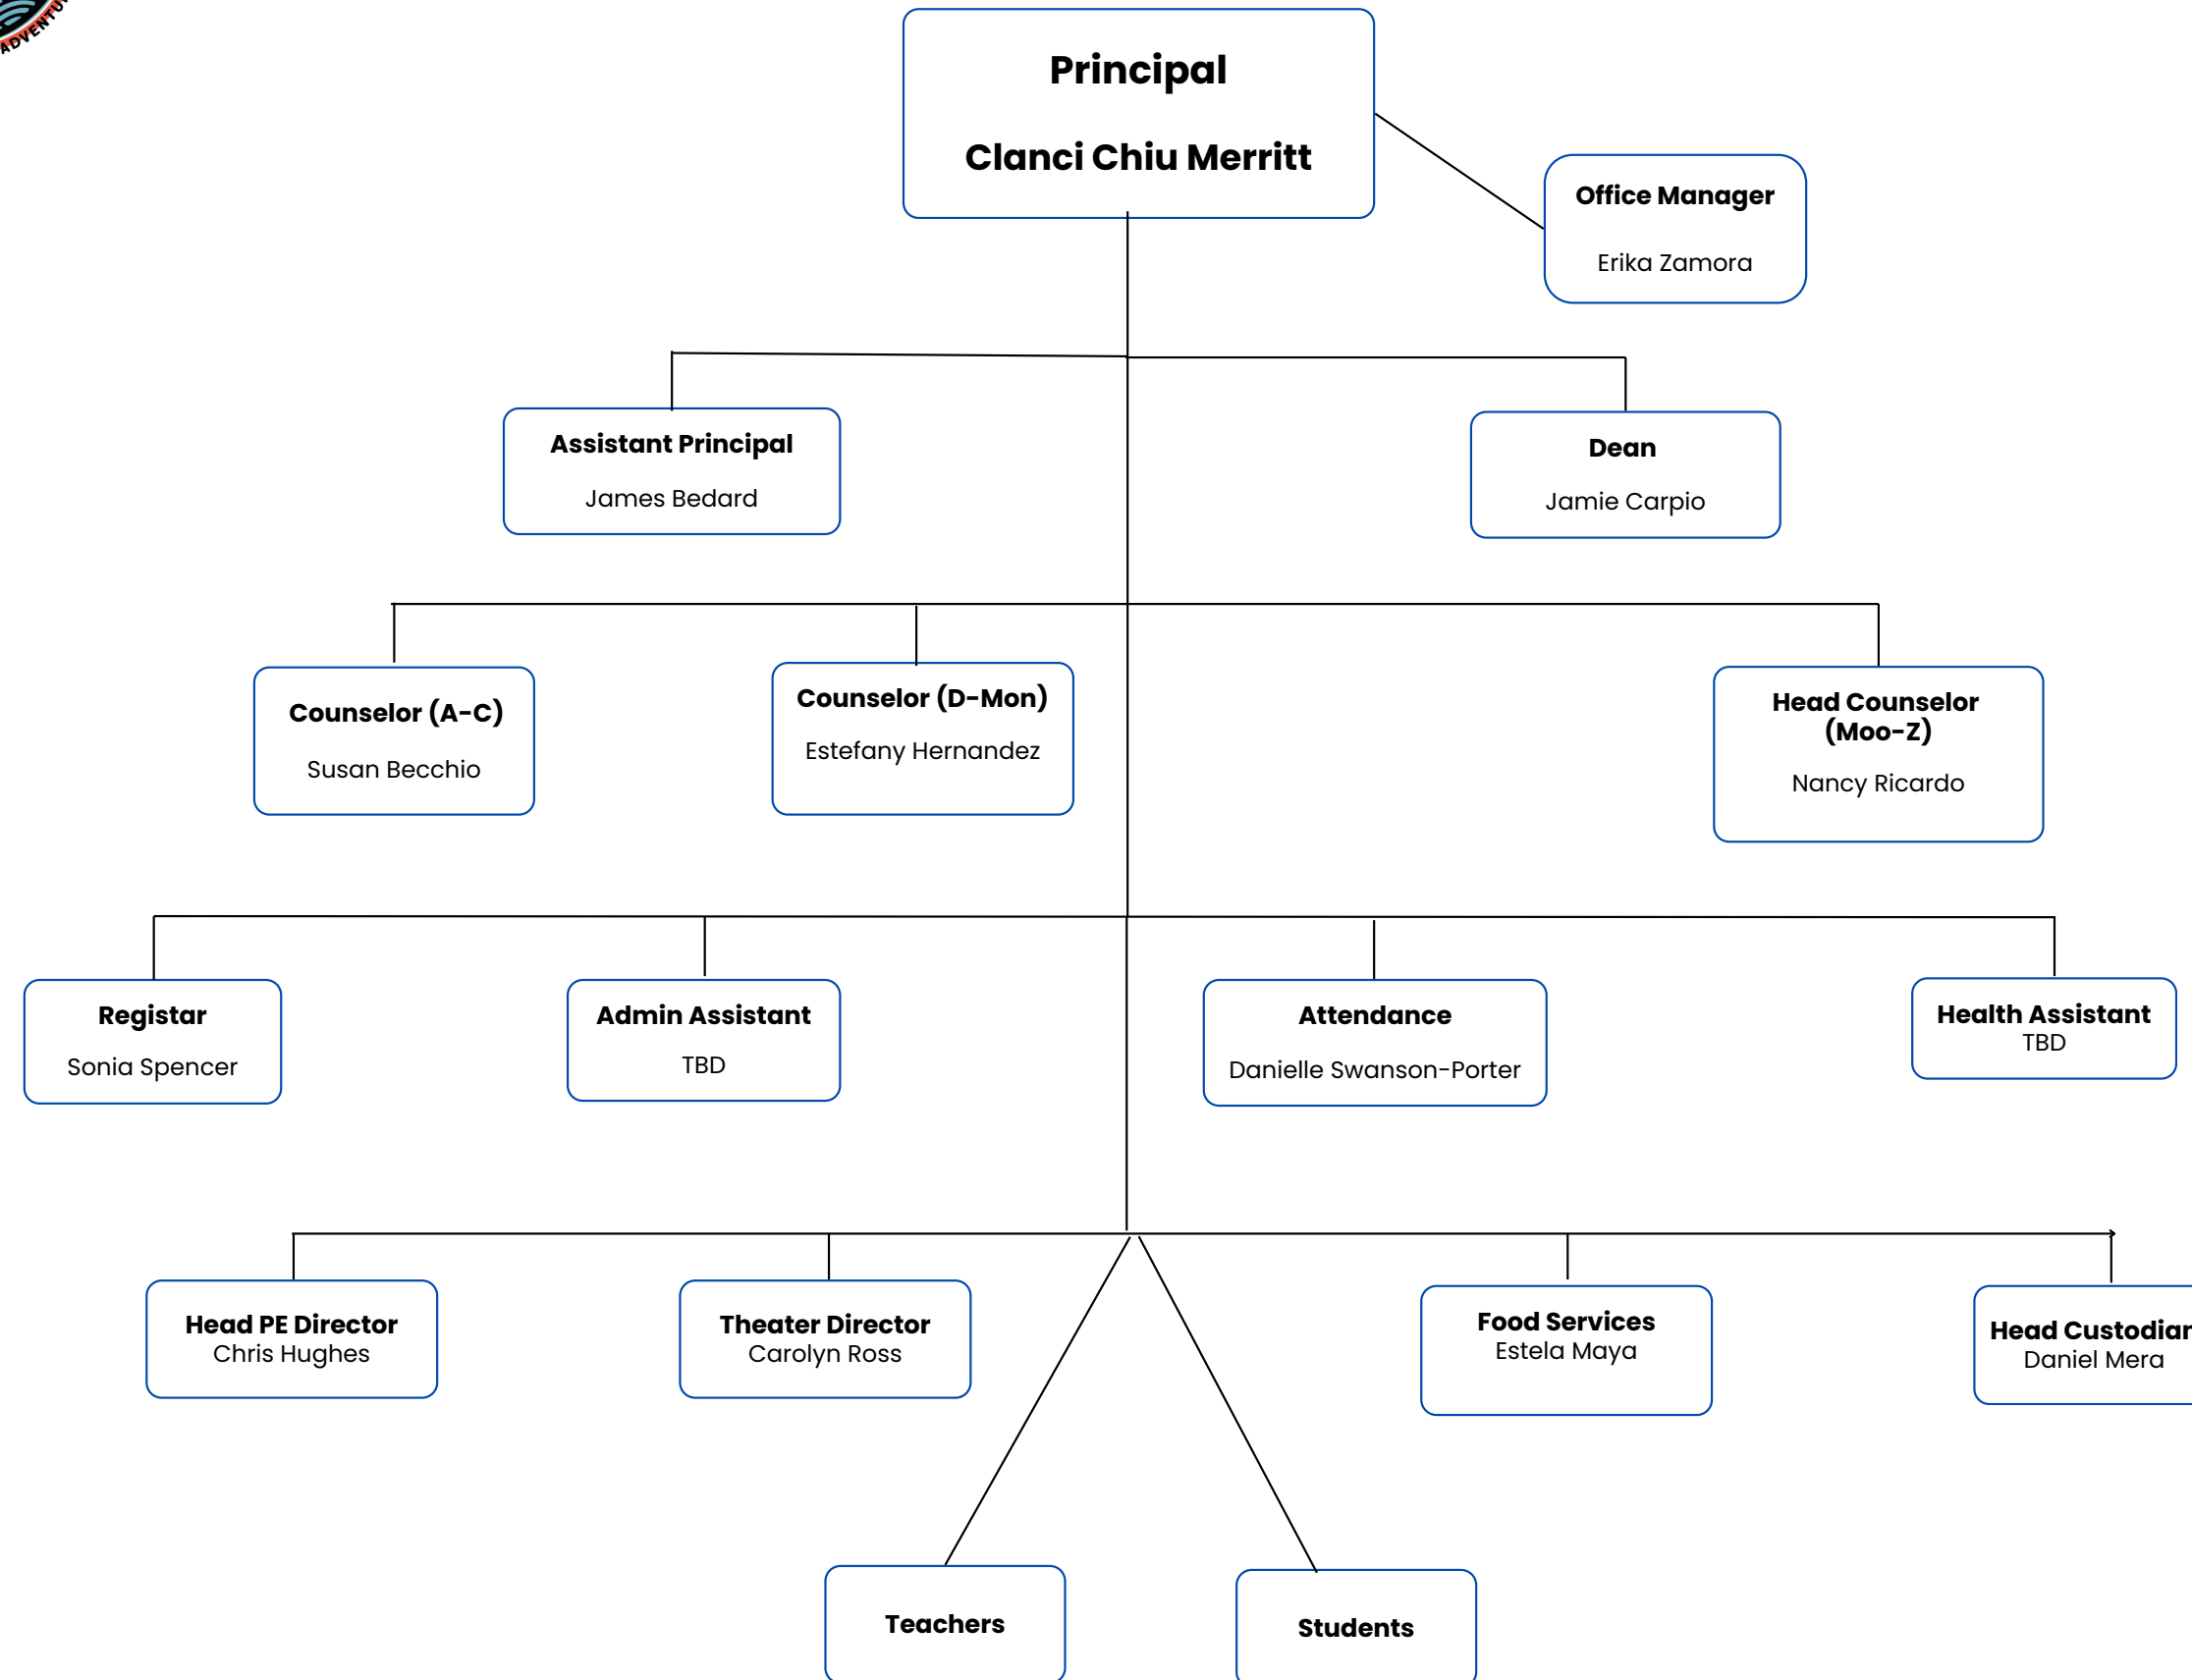 Principal
Clanci Chiu Merritt
Office Manager
Erika Zamora
Assistant Principal
James Bedard
Dean
Jamie Carpio
Counselor (A-C)
Susan Becchio
Counselor (D-Mon)
Estefany Hernandez
Head Counselor
(Moo-Z)
Nancy Ricardo
Registar
Sonia Spencer
Admin Assistant
TBD
Attendance
Danielle Swanson-Porter
Health Assistant
TBD
Head PE Director
Chris Hughes
Theater Director
Carolyn Ross
Food Services
Estela Maya
Head Custodian
Daniel Mera
Teachers
Students